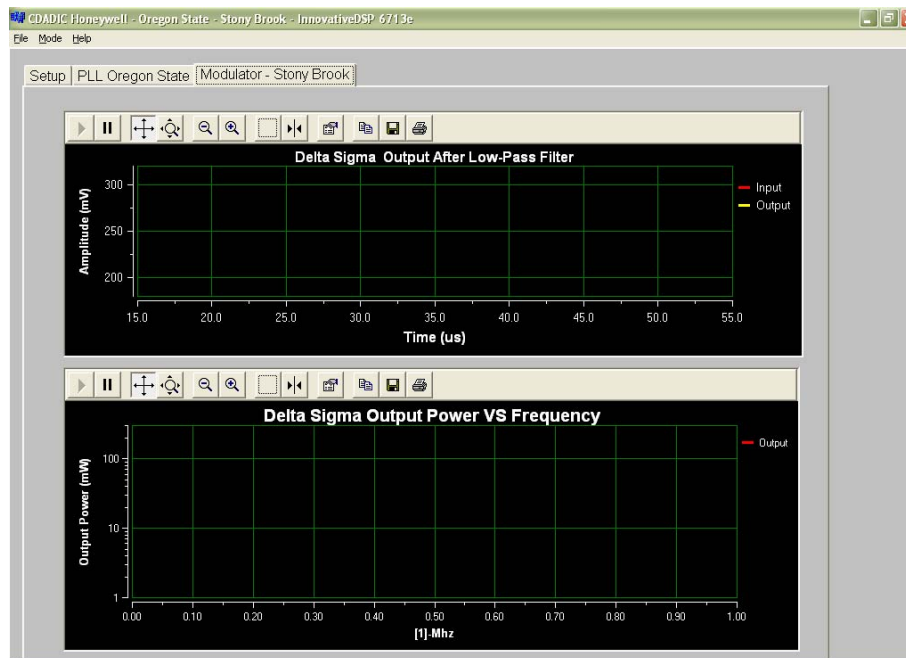 CDADIC Honeywell - Oregon State - Stony Brook - InnovativeDSP 6713e
File Mode Help
Setup PLL Oregon State Modulator - Stony Brook
Delta Sigma Output After Low-Pass Filter
Amplitude (mV)
300
250
200
Input
Output
15.0 20.0 25.0 30.0 35.0 40.0 45.0 50.0 55.0
Time (us)
Delta Sigma Output Power VS Frequency
Output Power (mW)
100
10
1
Output
0.00 0.10 0.20 0.30 0.40 0.50 0.60 0.70 0.80 0.90 1.00
[1]-Mhz